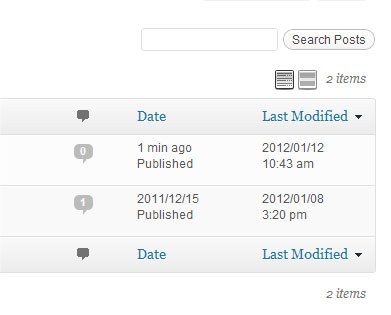 Search Posts
2 items
Date Last Modified
0 1 min ago 2012/01/12
Published 10:43 am
1 2011/12/15 2012/01/08
Published 3:20 pm
Date Last Modified
2 items